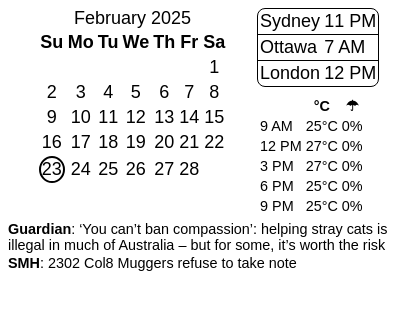 February 2025
Su Mo Tu We Th Fr Sa
1
2 3 4 5 6 7 8
9 10 11 12 13 14 15
16 17 18 19 20 21 22
23 24 25 26 27 28
Sydney 11 PM
Ottawa 7 AM
London 12 PM
°C ☂
9 AM 25°C 0%
12 PM 27°C 0%
3 PM 27°C 0%
6 PM 25°C 0%
9 PM 25°C 0%
Guardian: ‘You can’t ban compassion’: helping stray cats is
illegal in much of Australia – but for some, it’s worth the risk
SMH: 2302 Col8 Muggers refuse to take note